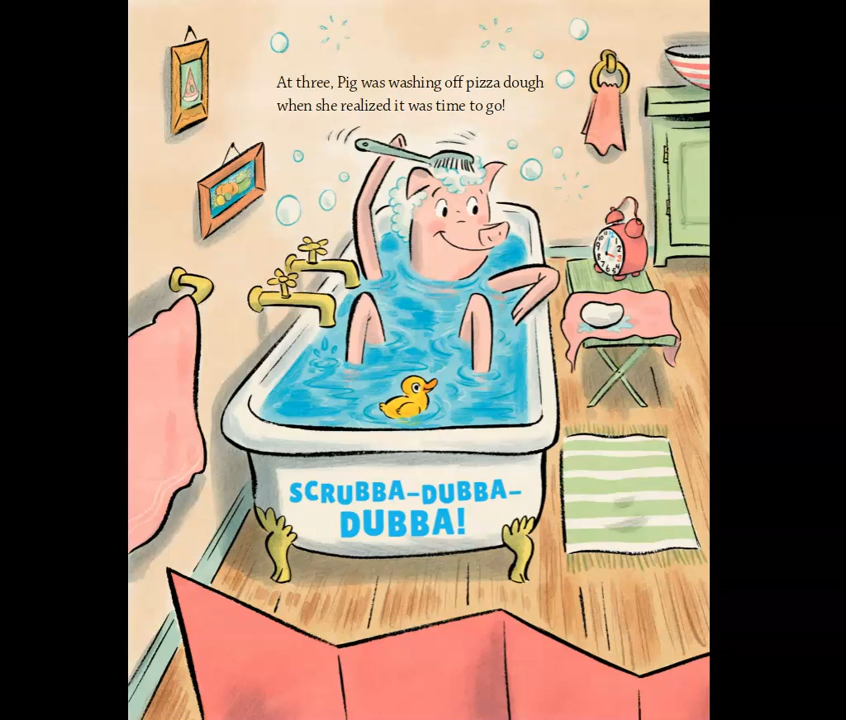 At three, Pig was washing off pizza dough
when she realized it was time to go!
SCRUBBA-DUBBA-
DUBBA!